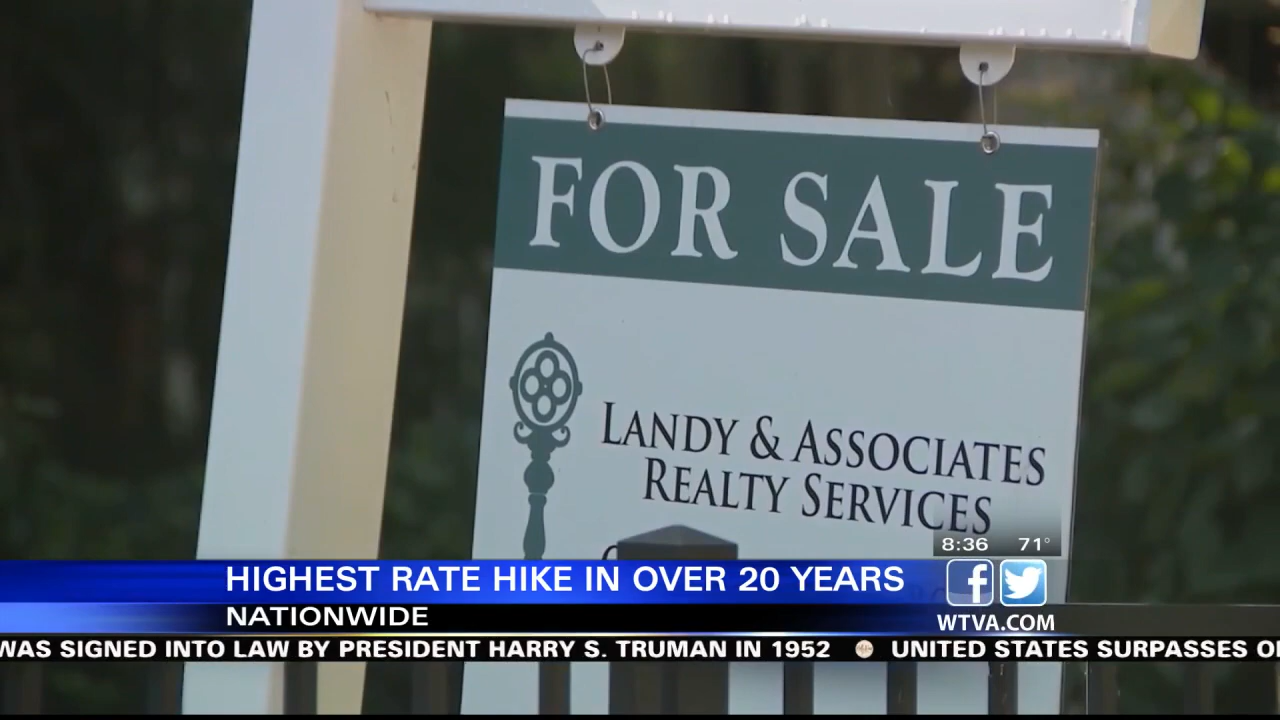 FOR SALE
LANDY & ASSOCIATES
REALTY SERVICES
8:36 71°
HIGHEST RATE HIKE IN OVER 20 YEARS
NATIONWIDE
WTVA.COM
WAS SIGNED INTO LAW BY PRESIDENT HARRY S. TRUMAN IN 1952 UNITED STATES SURPASSES